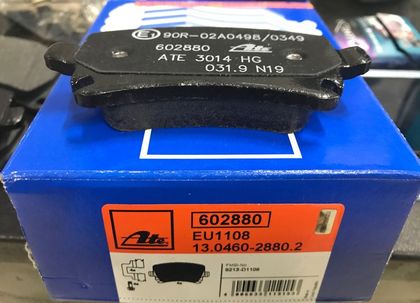 E1 90R-02A0498/0349
602880 Ate
ATE 3014 HG
031.9 N19
Ate
602880
EU1108
13.0460-2880.2
FMSI-No
9213-D1108